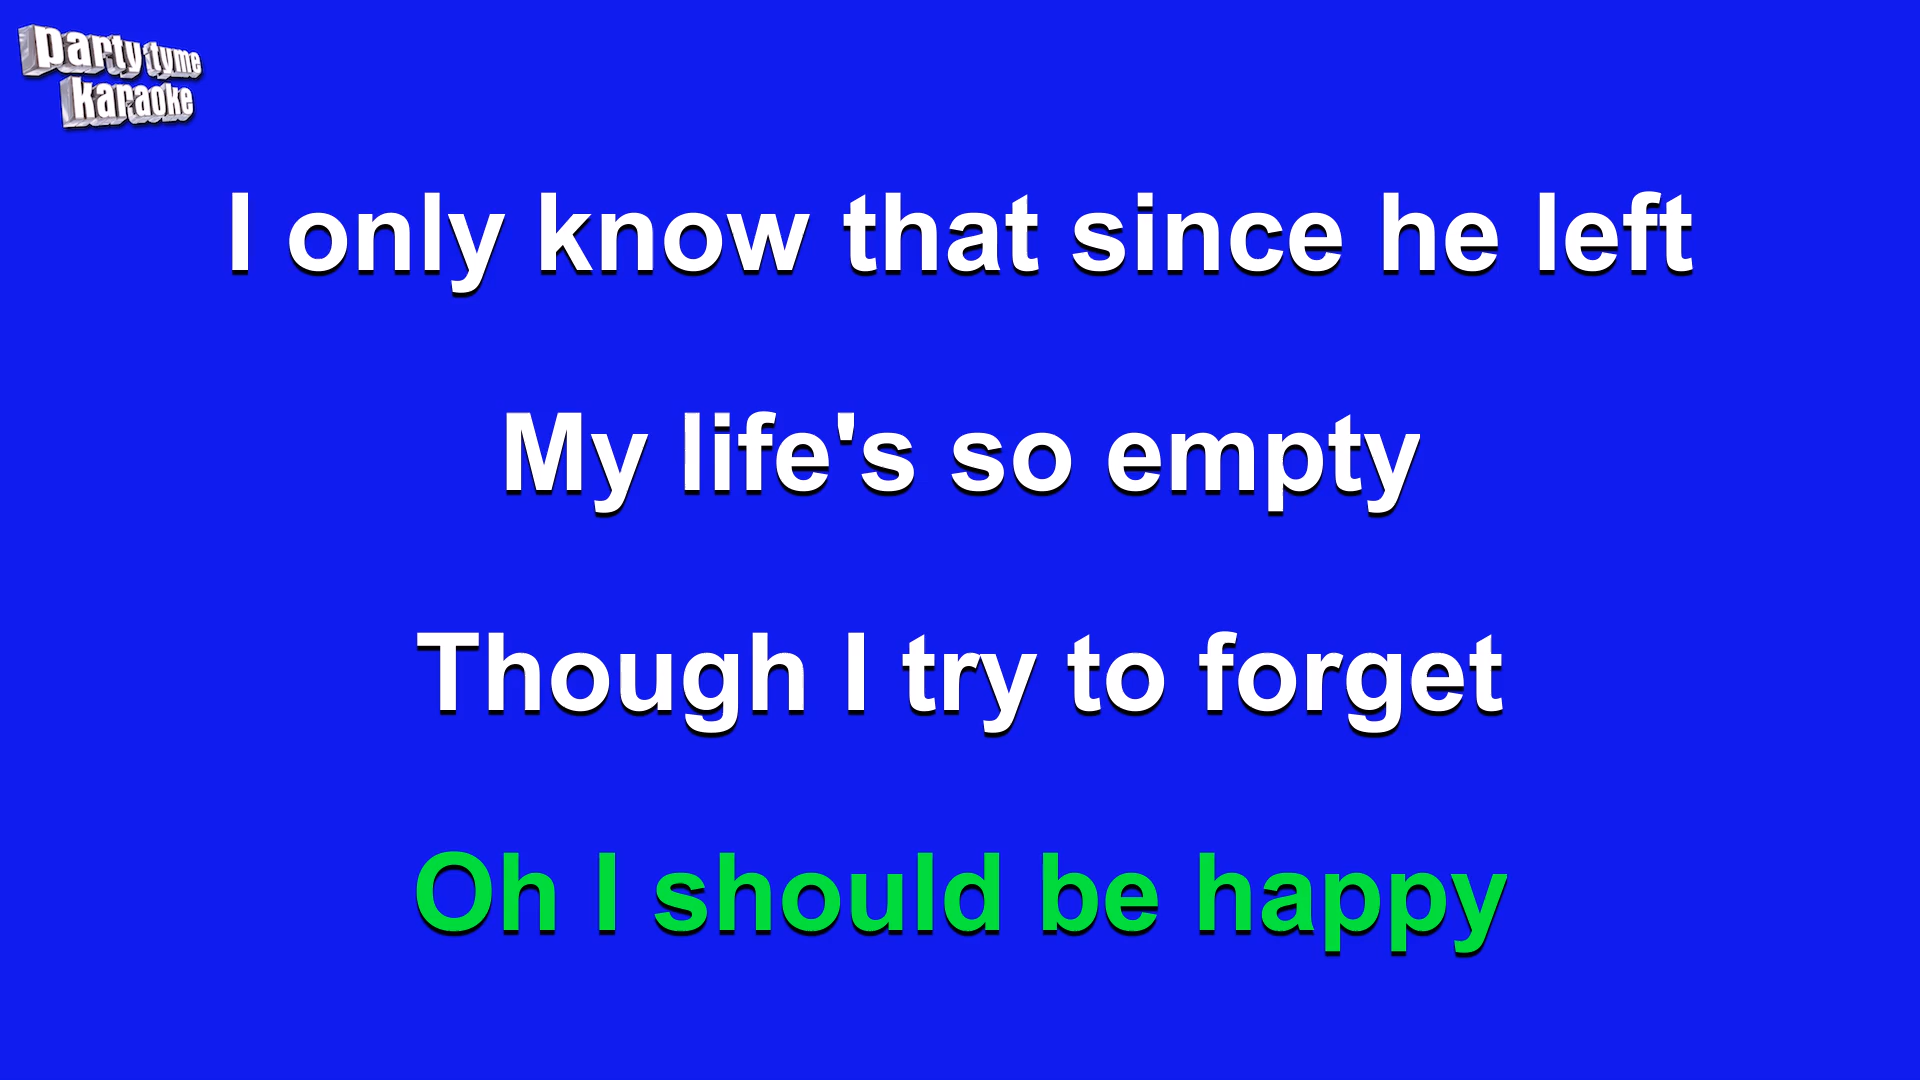 party tyme
karaoke
I only know that since he left
My life's so empty
Though I try to forget
Oh I should be happy